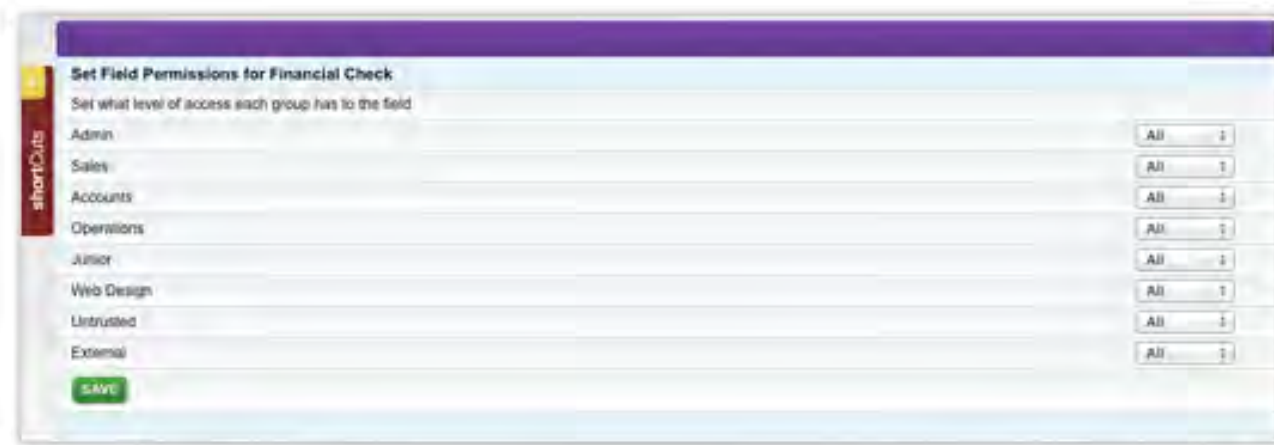 Set Field Permissions for Financial Check
Set what level of access each group has to the field
Admin All
Sales All
Accounts All
Operations All
Junior All
Web Design All
Untrusted All
External All
SAVE
shortCuts